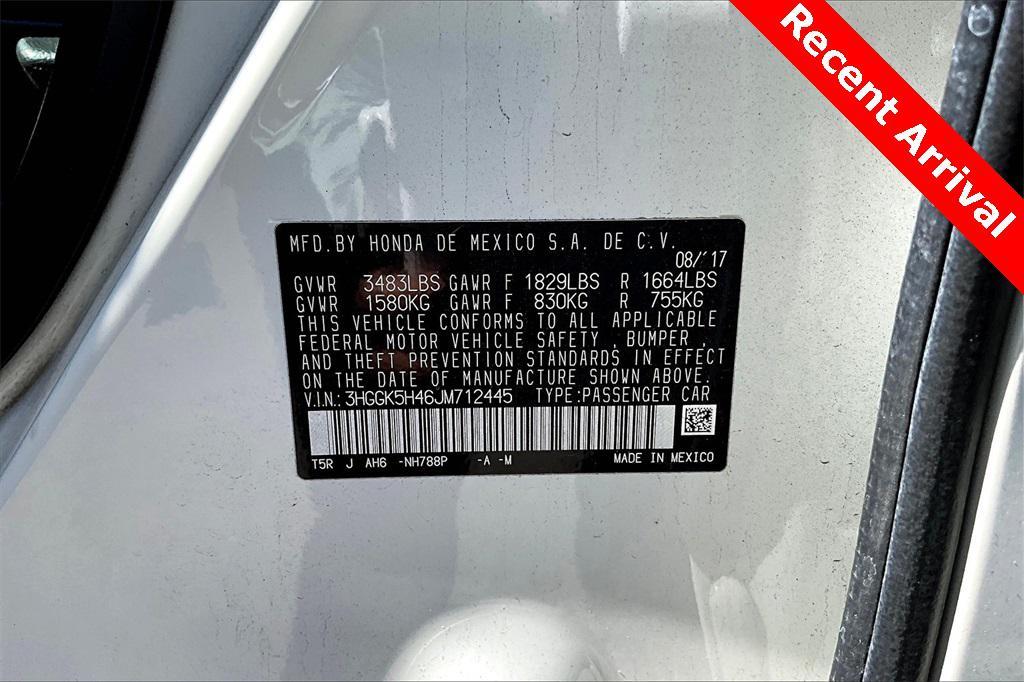 Recent Arrival
MFD. BY HONDA DE MEXICO S.A. DE C.V.
08/'17
GVWR 3483LBS GAWR F 1829LBS R 1664LBS
GVWR 1580KG GAWR F 830KG R 755KG
THIS VEHICLE CONFORMS TO ALL APPLICABLE
FEDERAL MOTOR VEHICLE SAFETY , BUMPER ,
AND THEFT PREVENTION STANDARDS IN EFFECT
ON THE DATE OF MANUFACTURE SHOWN ABOVE.
V.I.N.: 3HGGK5H46JM712445 TYPE:PASSENGER CAR
T5R J AH6 -NH788P -A -M MADE IN MEXICO